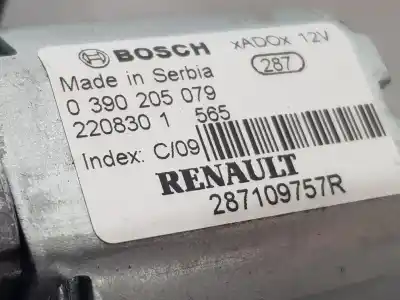 BOSCH xADOx 12V
Made in Serbia 287
0 390 205 079
220830 1 565
Index: C/09
RENAULT
287109757R